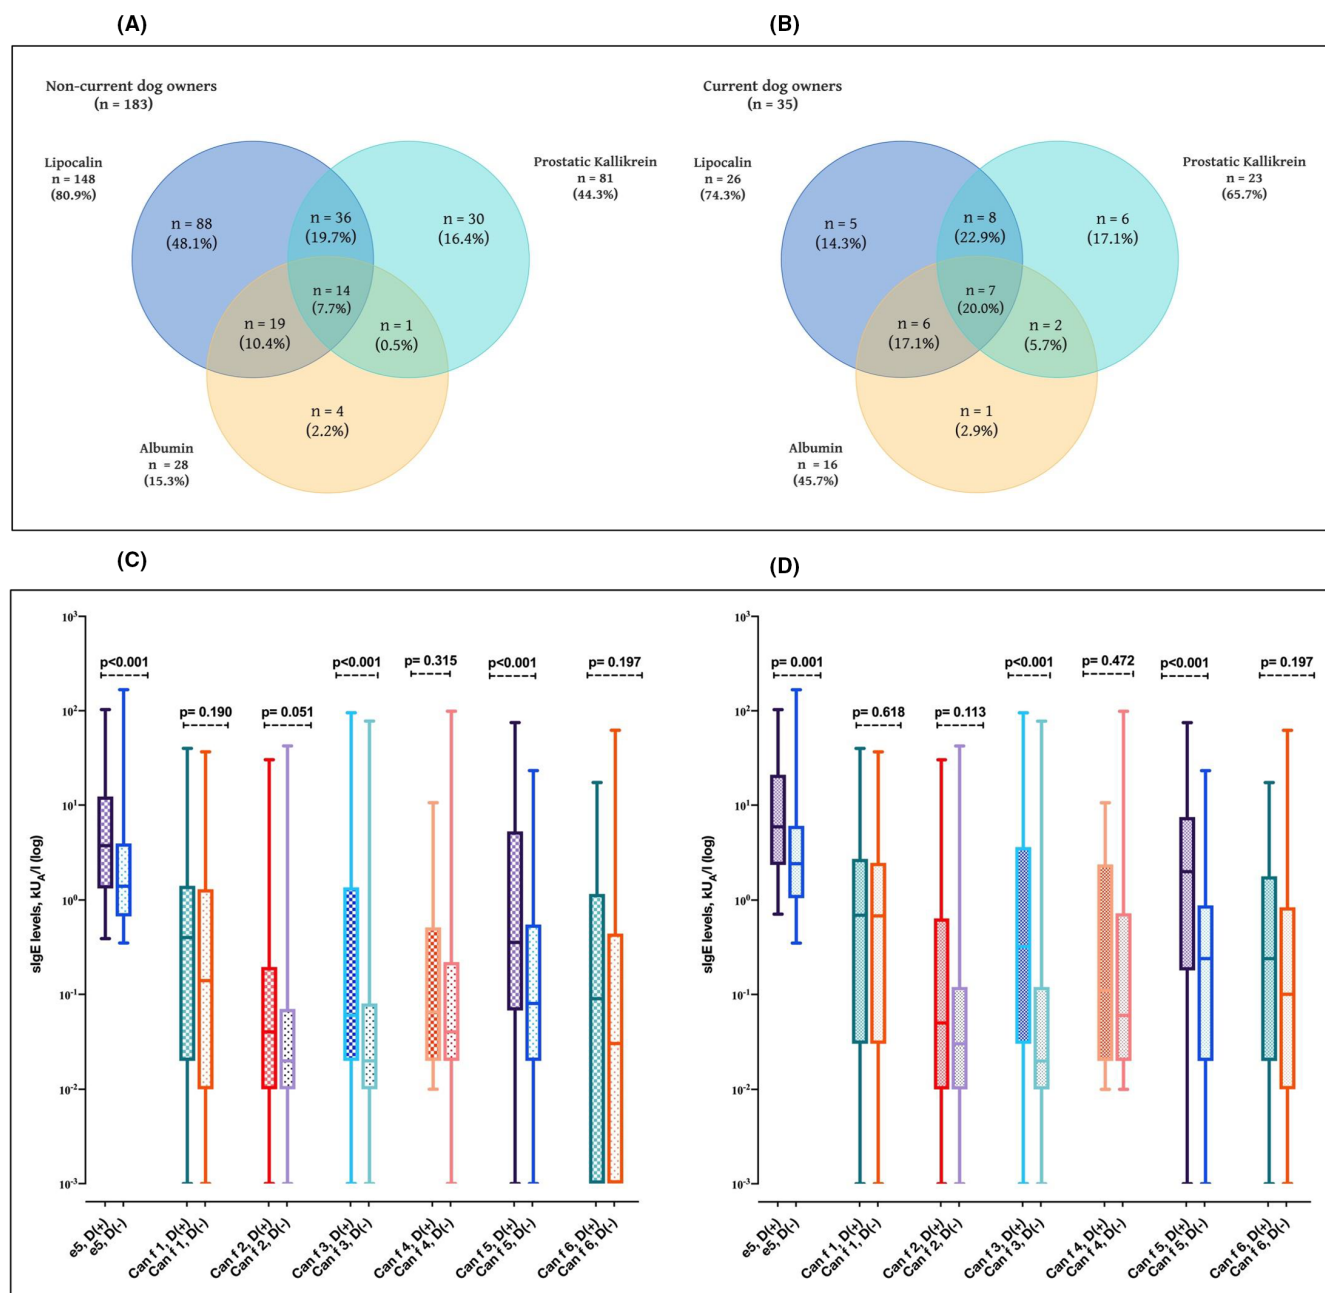 (A)
(B)
Non-current dog owners
(n = 183)
Lipocalin
n = 148
(80.9%)
Prostatic Kallikrein
n = 81
(44.3%)
n = 88
(48.1%)
n = 36
(19.7%)
n = 30
(16.4%)
n = 14
(7.7%)
n = 19
(10.4%)
n = 1
(0.5%)
n = 4
(2.2%)
Albumin
n = 28
(15.3%)
Current dog owners
(n = 35)
Lipocalin
n = 26
(74.3%)
Prostatic Kallikrein
n = 23
(65.7%)
n = 5
(14.3%)
n = 8
(22.9%)
n = 6
(17.1%)
n = 7
(20.0%)
n = 6
(17.1%)
n = 2
(5.7%)
n = 1
(2.9%)
Albumin
n = 16
(45.7%)
(C)
(D)
sIgE levels, kU_A/l (log)
10³
10²
10¹
10⁰
10⁻¹
10⁻²
10⁻³
p<0.001
p= 0.190
p= 0.051
p<0.001
p= 0.315
p<0.001
p= 0.197
e5, D(+)
e5, D(-)
Can f 1, D(+)
Can f 1, D(-)
Can f 2, D(+)
Can f 2, D(-)
Can f 3, D(+)
Can f 3, D(-)
Can f 4, D(+)
Can f 4, D(-)
Can f 5, D(+)
Can f 5, D(-)
Can f 6, D(+)
Can f 6, D(-)
sIgE levels, kU_A/l (log)
10³
10²
10¹
10⁰
10⁻¹
10⁻²
10⁻³
p= 0.001
p= 0.618
p= 0.113
p<0.001
p= 0.472
p<0.001
p= 0.197
e5, D(+)
e5, D(-)
Can f 1, D(+)
Can f 1, D(-)
Can f 2, D(+)
Can f 2, D(-)
Can f 3, D(+)
Can f 3, D(-)
Can f 4, D(+)
Can f 4, D(-)
Can f 5, D(+)
Can f 5, D(-)
Can f 6, D(+)
Can f 6, D(-)